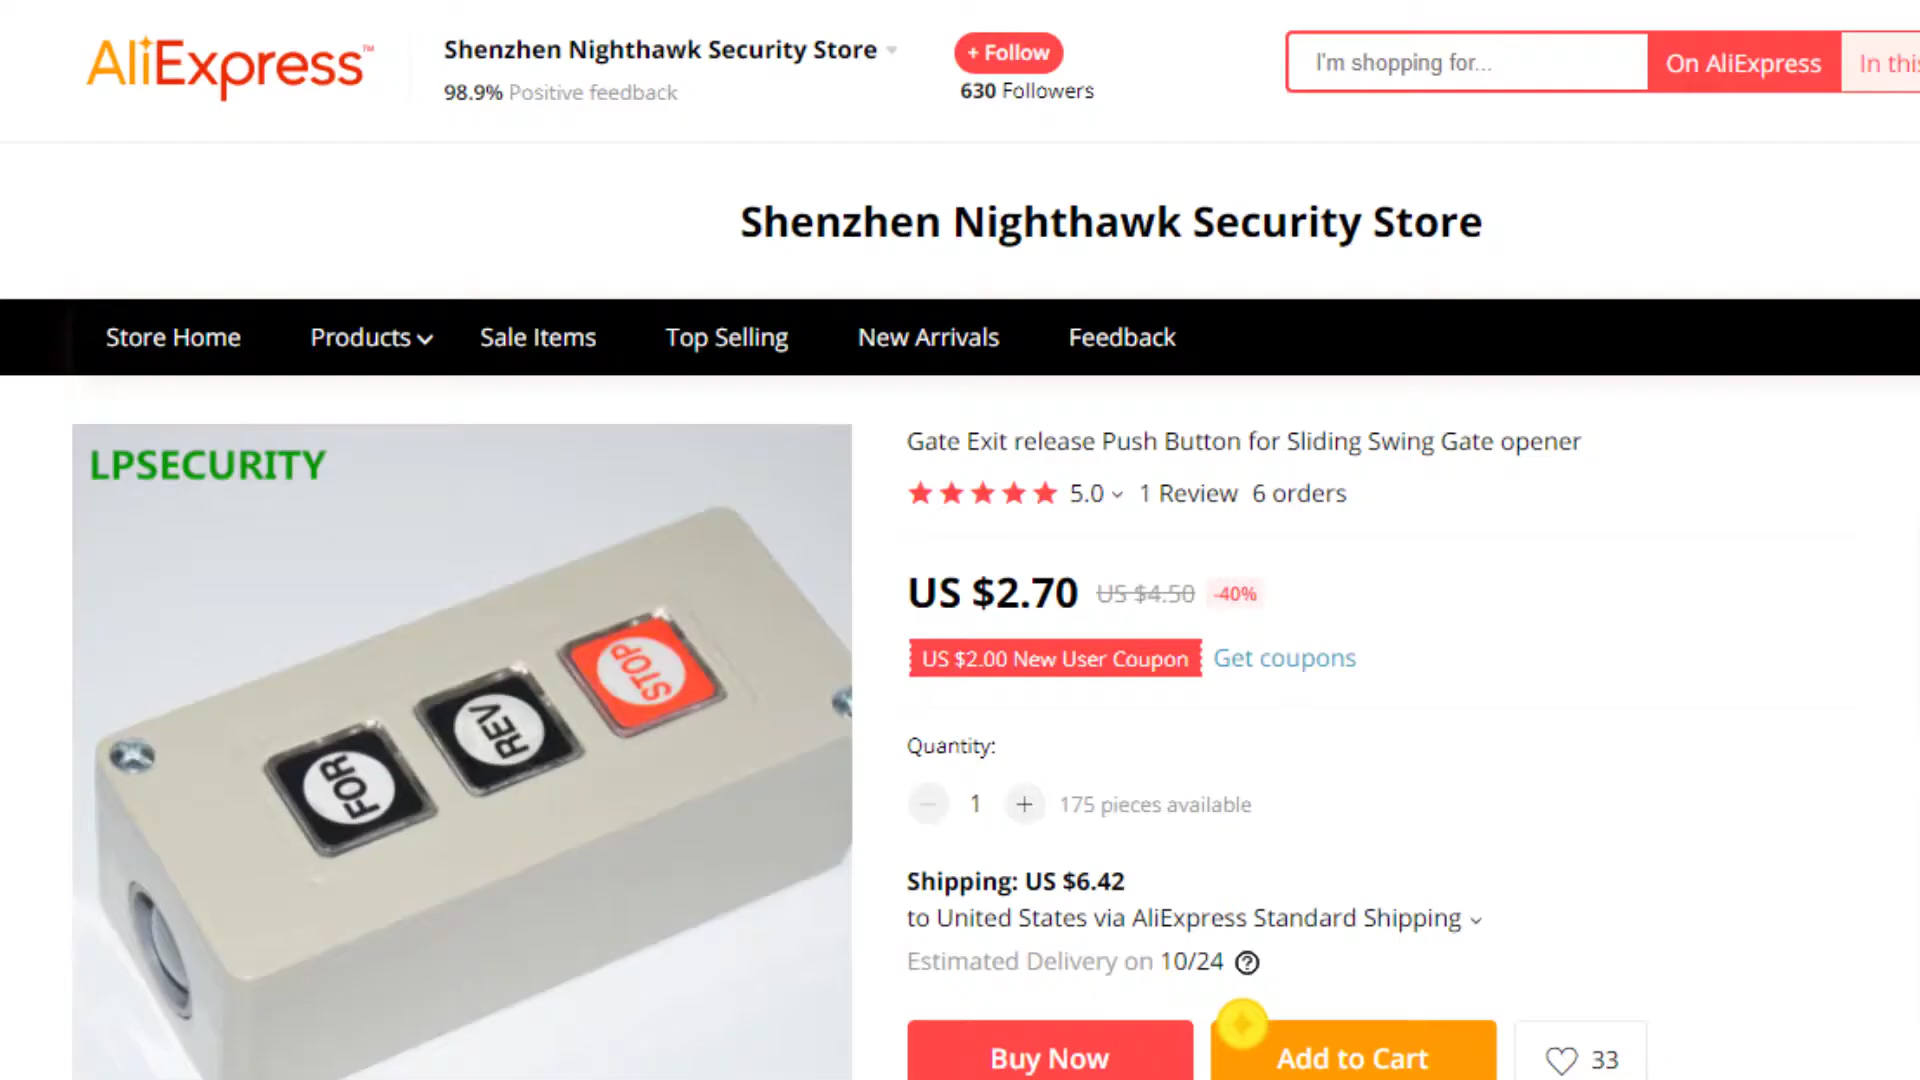 AliExpress™
Shenzhen Nighthawk Security Store
98.9% Positive feedback
+ Follow
630 Followers
I'm shopping for...
On AliExpress
In this
Shenzhen Nighthawk Security Store
Store Home Products Sale Items Top Selling New Arrivals Feedback
LPSECURITY
FOR
REV
STOP
Gate Exit release Push Button for Sliding Swing Gate opener
5.0 1 Review 6 orders
US $2.70 US $4.50 -40%
US $2.00 New User Coupon Get coupons
Quantity:
1 + 175 pieces available
Shipping: US $6.42
to United States via AliExpress Standard Shipping
Estimated Delivery on 10/24 ?
Buy Now Add to Cart 33